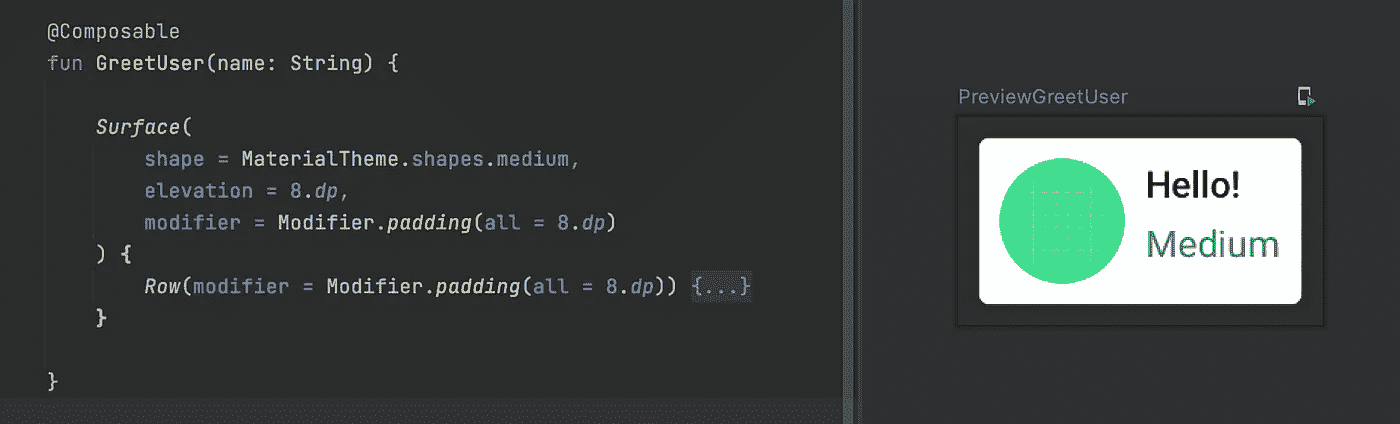 @Composable
fun GreetUser(name: String) {
Surface(
shape = MaterialTheme.shapes.medium,
elevation = 8.dp,
modifier = Modifier.padding(all = 8.dp)
) {
Row(modifier = Modifier.padding(all = 8.dp)) {...}
}
}
PreviewGreetUser
Hello!
Medium